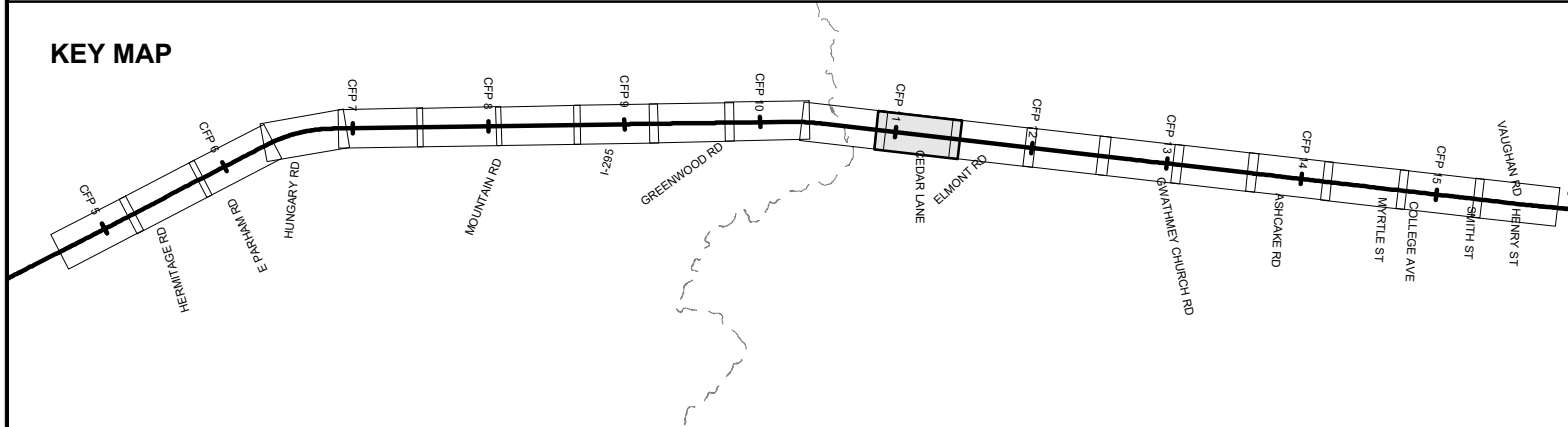 KEY MAP
CFP 5
HERMITAGE RD
CFP 6
E PARHAM RD
HUNGARY RD
CFP 7
CFP 8
MOUNTAIN RD
CFP 9
I-295
GREENWOOD RD
CFP 10
CFP 11
CEDAR LANE
ELMONT RD
CFP 12
CFP 13
GWATHMEY CHURCH RD
CFP 14
ASHCAKE RD
MYRTLE ST
COLLEGE AVE
CFP 15
SMITH ST
VAUGHAN RD
HENRY ST